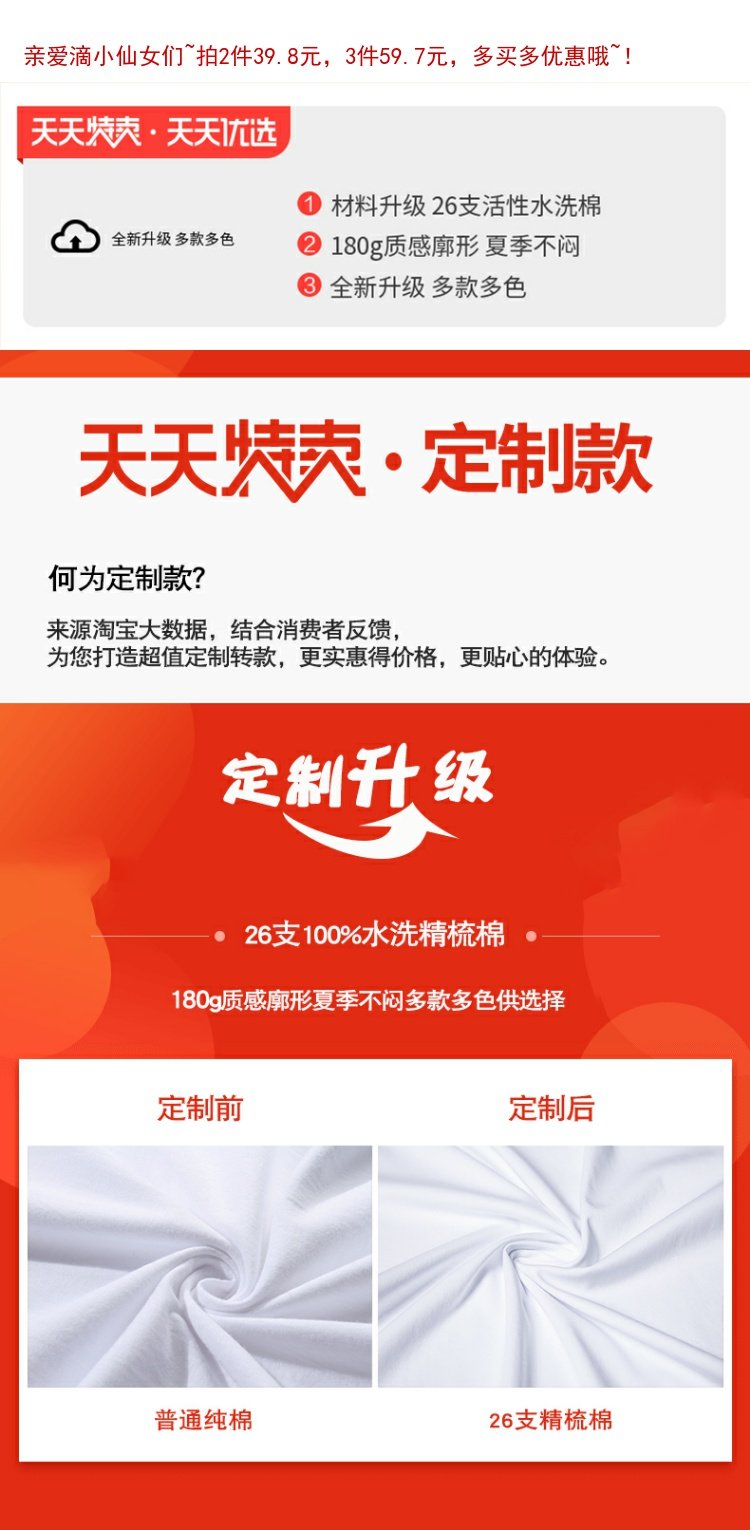 亲爱滴小仙女们~拍2件39.8元，3件59.7元，多买多优惠哦~！
天天特卖·天天优选
全新升级 多款多色
1 材料升级 26支活性水洗棉
2 180g质感廓形 夏季不闷
3 全新升级 多款多色
天天特卖·定制款
何为定制款？
来源淘宝大数据，结合消费者反馈，
为您打造超值定制转款，更实惠得价格，更贴心的体验。
定制升级
26支100%水洗精梳棉
180g质感廓形夏季不闷多款多色供选择
定制前
定制后
普通纯棉
26支精梳棉